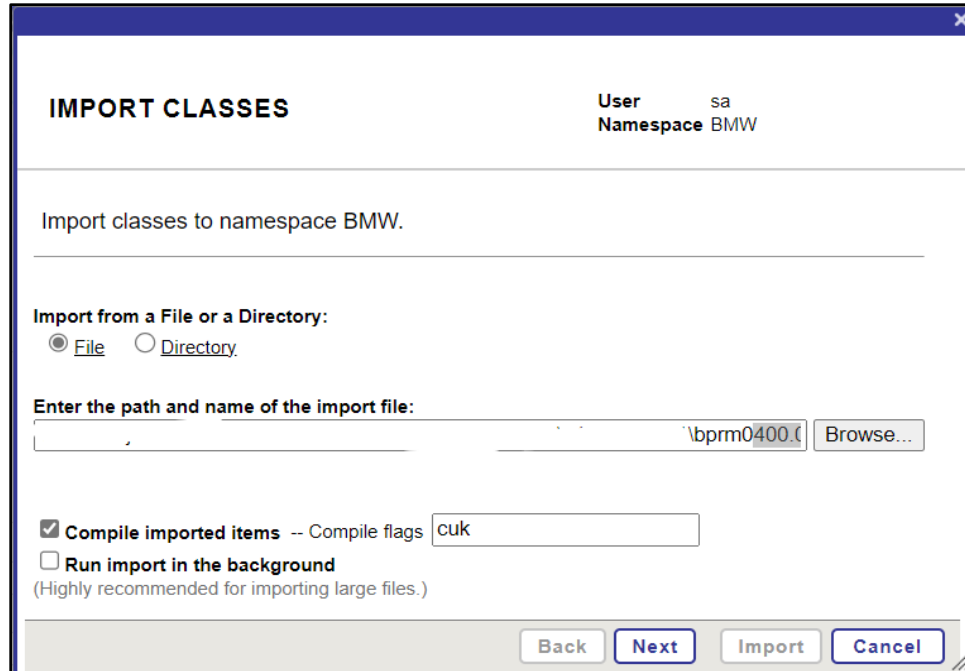 IMPORT CLASSES
User sa
Namespace BMW
Import classes to namespace BMW.
Import from a File or a Directory:
File Directory
Enter the path and name of the import file:
\bprm0400. Browse...
Compile imported items -- Compile flags cuk
Run import in the background
(Highly recommended for importing large files.)
Back Next Import Cancel